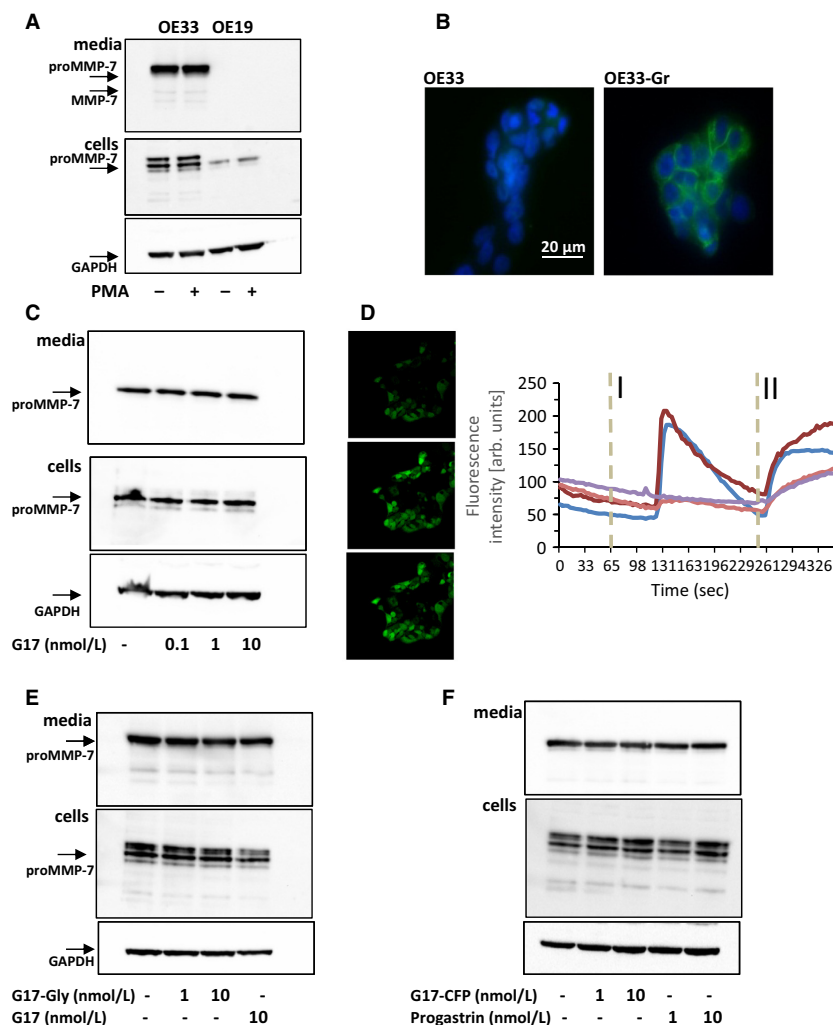 A
OE33 OE19
media
proMMP-7
MMP-7
cells
proMMP-7
GAPDH
PMA – + – +
B
OE33
OE33-Gr
20 µm
C
media
proMMP-7
cells
proMMP-7
GAPDH
G17 (nmol/L) - 0.1 1 10
D
I
II
Fluorescence
intensity [arb. units]
250
200
150
100
50
0
0 33 65 98 131163196229261294326
Time (sec)
E
media
proMMP-7
cells
proMMP-7
GAPDH
G17-Gly (nmol/L) - 1 10 -
G17 (nmol/L) - - - 10
F
media
cells
G17-CFP (nmol/L) - 1 10 - -
Progastrin (nmol/L) - - - 1 10